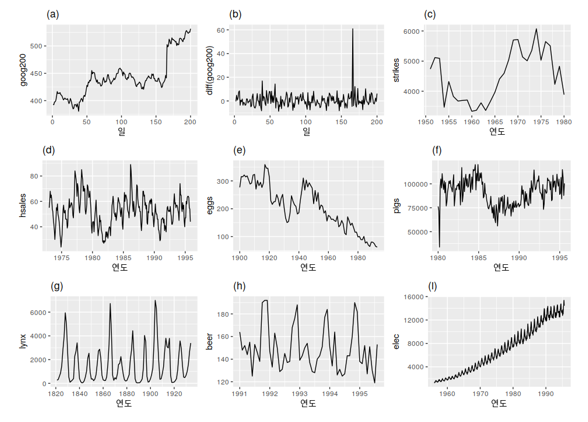 (a)
goog200
500
450
400
0
50
100
150
200
일
(b)
diff(goog200)
60
40
20
0
0
50
100
150
200
일
(c)
strikes
6000
5000
4000
1950
1955
1960
1965
1970
1975
1980
연도
(d)
hsales
80
60
40
1975
1980
1985
1990
1995
연도
(e)
eggs
300
200
100
1900
1920
1940
1960
1980
연도
(f)
pigs
100000
75000
50000
1980
1985
1990
1995
연도
(g)
lynx
6000
4000
2000
0
1820
1840
1860
1880
1900
1920
연도
(h)
beer
180
160
140
120
1991
1992
1993
1994
1995
연도
(i)
elec
16000
12000
8000
4000
1960
1970
1980
1990
연도